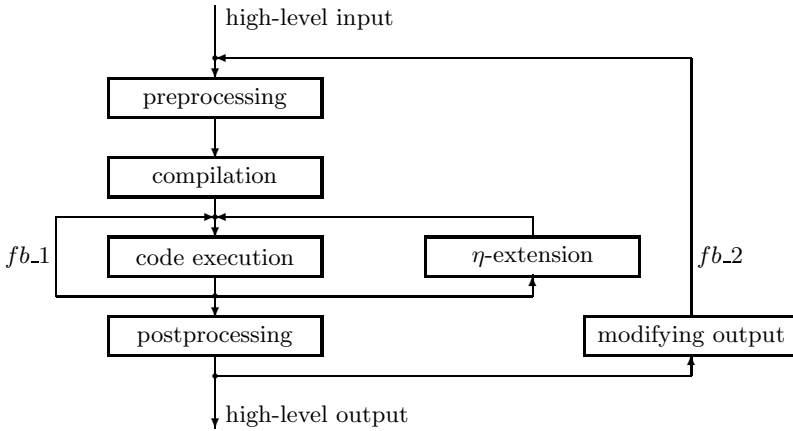 high-level input
preprocessing
compilation
fb_1
code execution
η-extension
fb_2
postprocessing
modifying output
high-level output